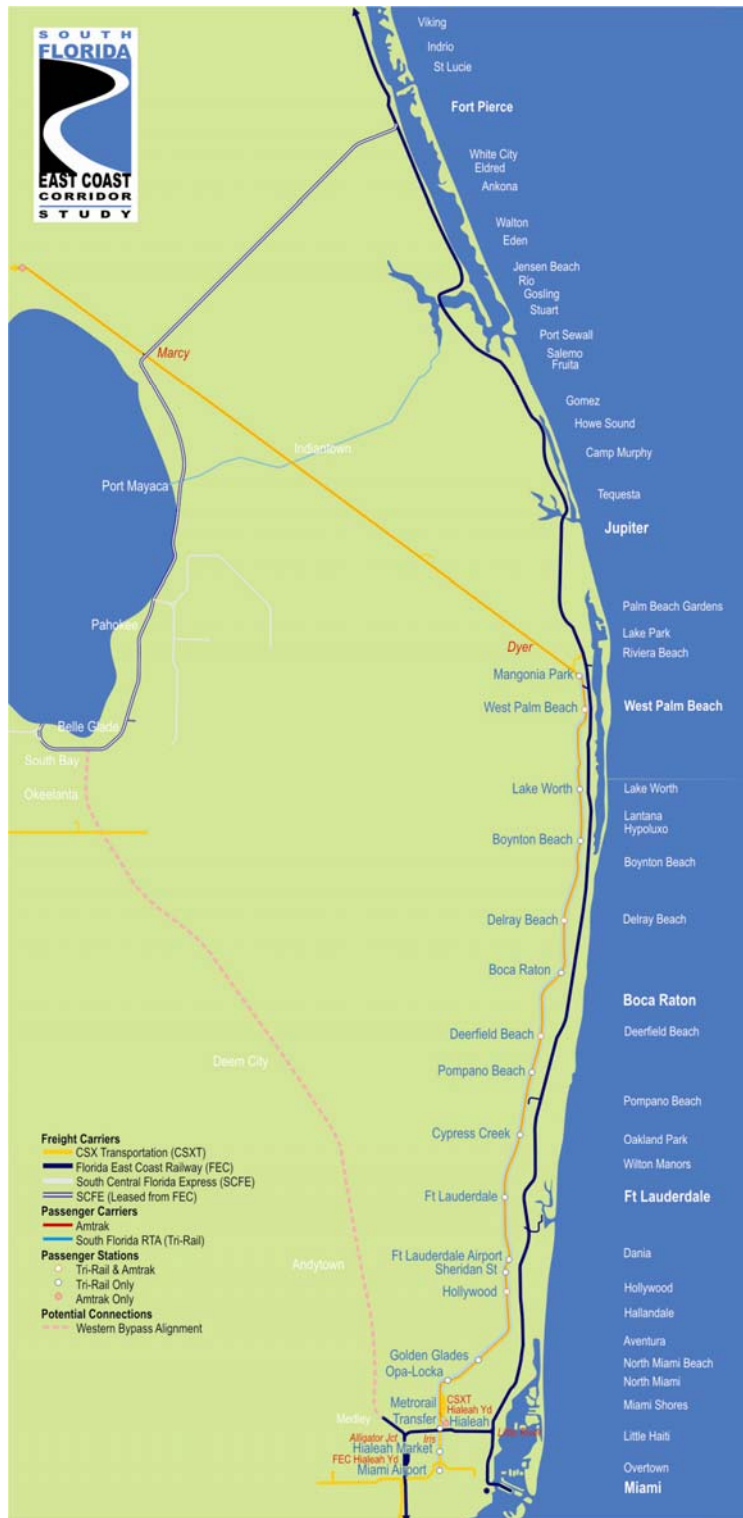 SOUTH
FLORIDA
EAST COAST
CORRIDOR
STUDY
Viking
Indrio
St Lucie
Fort Pierce
White City
Eldred
Ankona
Walton
Eden
Jensen Beach
Rio
Gosling
Stuart
Port Sewall
Salerno
Fruita
Gomez
Howe Sound
Camp Murphy
Tequesta
Jupiter
Palm Beach Gardens
Lake Park
Riviera Beach
West Palm Beach
Lake Worth
Lantana
Hypoluxo
Boynton Beach
Delray Beach
Boca Raton
Deerfield Beach
Pompano Beach
Oakland Park
Wilton Manors
Ft Lauderdale
Dania
Hollywood
Hallandale
Aventura
North Miami Beach
North Miami
Miami Shores
Little Haiti
Overtown
Miami
Marcy
Indiantown
Port Mayaca
Pahokee
Dyer
Mangonia Park
West Palm Beach
Belle Glade
South Bay
Okeelanta
Lake Worth
Boynton Beach
Delray Beach
Boca Raton
Deerfield Beach
Deem City
Pompano Beach
Cypress Creek
Ft Lauderdale
Andytown
Ft Lauderdale Airport
Sheridan St
Hollywood
Golden Glades
Opa-Locka
Metrorail
Transfer
CSXT
Hialeah Yd
Hialeah
Medley
Alligator Jct
Iris
Hialeah Market
FEC Hialeah Yd
Miami Airport
Freight Carriers
CSX Transportation (CSXT)
Florida East Coast Railway (FEC)
South Central Florida Express (SCFE)
SCFE (Leased from FEC)
Passenger Carriers
Amtrak
South Florida RTA (Tri-Rail)
Passenger Stations
Tri-Rail & Amtrak
Tri-Rail Only
Amtrak Only
Potential Connections
Western Bypass Alignment